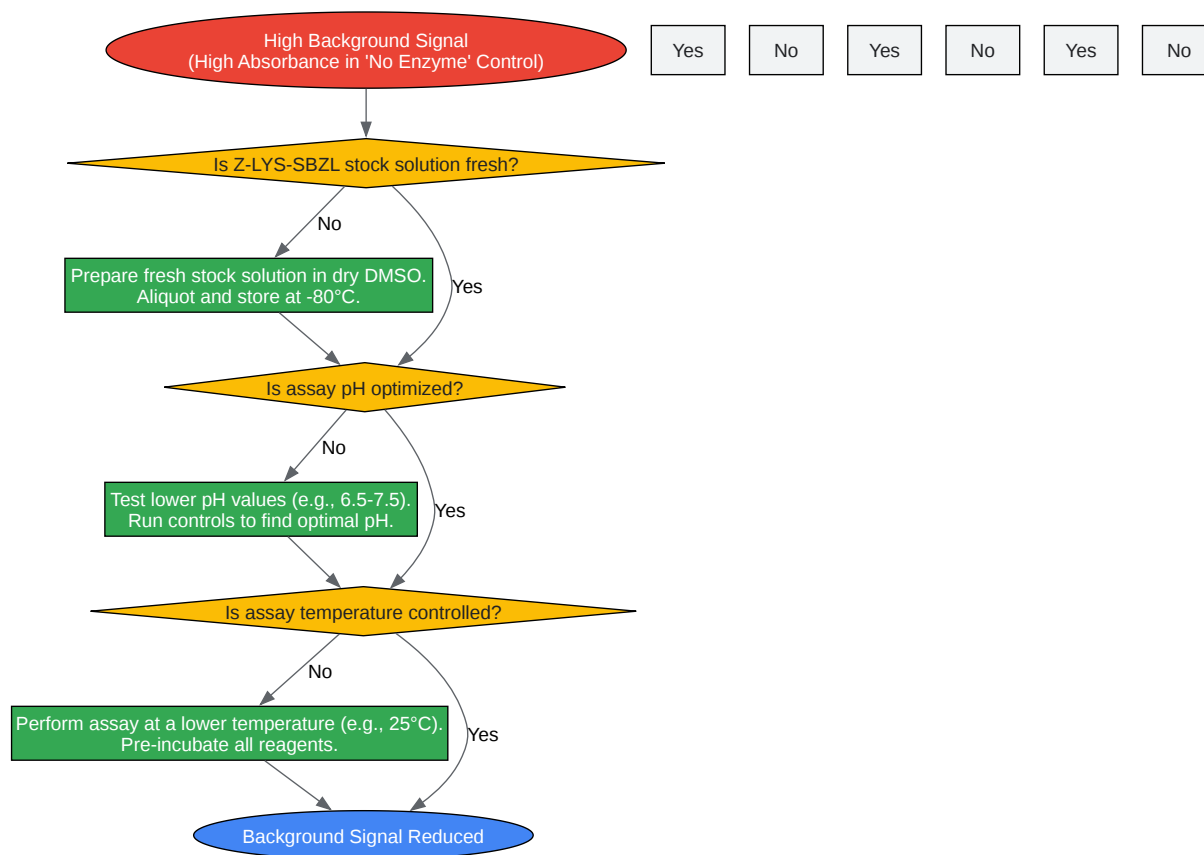 High Background Signal
(High Absorbance in 'No Enzyme' Control)
Yes
No
Yes
No
Yes
No
Is Z-LYS-SBZL stock solution fresh?
No
Prepare fresh stock solution in dry DMSO.
Aliquot and store at -80°C.
Yes
Is assay pH optimized?
No
Test lower pH values (e.g., 6.5-7.5).
Run controls to find optimal pH.
Yes
Is assay temperature controlled?
No
Perform assay at a lower temperature (e.g., 25°C).
Pre-incubate all reagents.
Yes
Background Signal Reduced